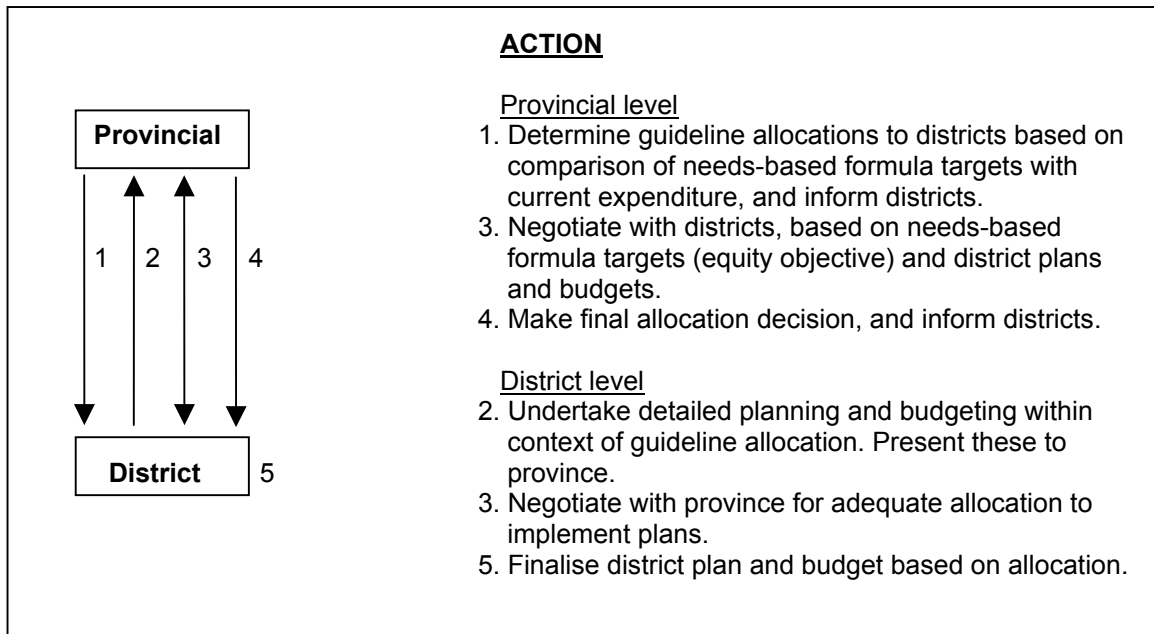 ACTION
Provincial level
1. Determine guideline allocations to districts based on
comparison of needs-based formula targets with
current expenditure, and inform districts.
3. Negotiate with districts, based on needs-based
formula targets (equity objective) and district plans
and budgets.
4. Make final allocation decision, and inform districts.
District level
2. Undertake detailed planning and budgeting within
context of guideline allocation. Present these to
province.
3. Negotiate with province for adequate allocation to
implement plans.
5. Finalise district plan and budget based on allocation.
Provincial
1 2 3 4
District 5